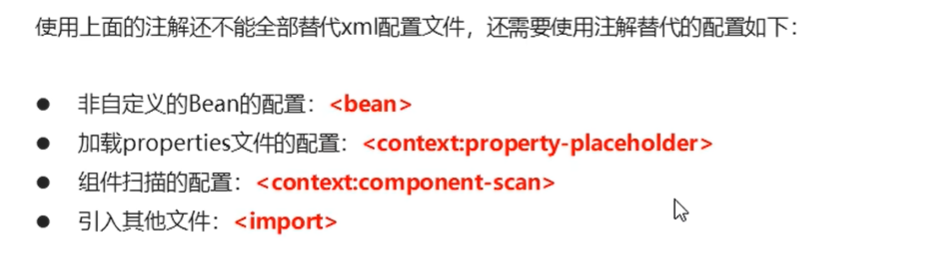 使用上面的注解还不能全部替代xml配置文件，还需要使用注解替代的配置如下：
● 非自定义的Bean的配置：<bean>
● 加载properties文件的配置：<context:property-placeholder>
● 组件扫描的配置：<context:component-scan>
● 引入其他文件：<import>